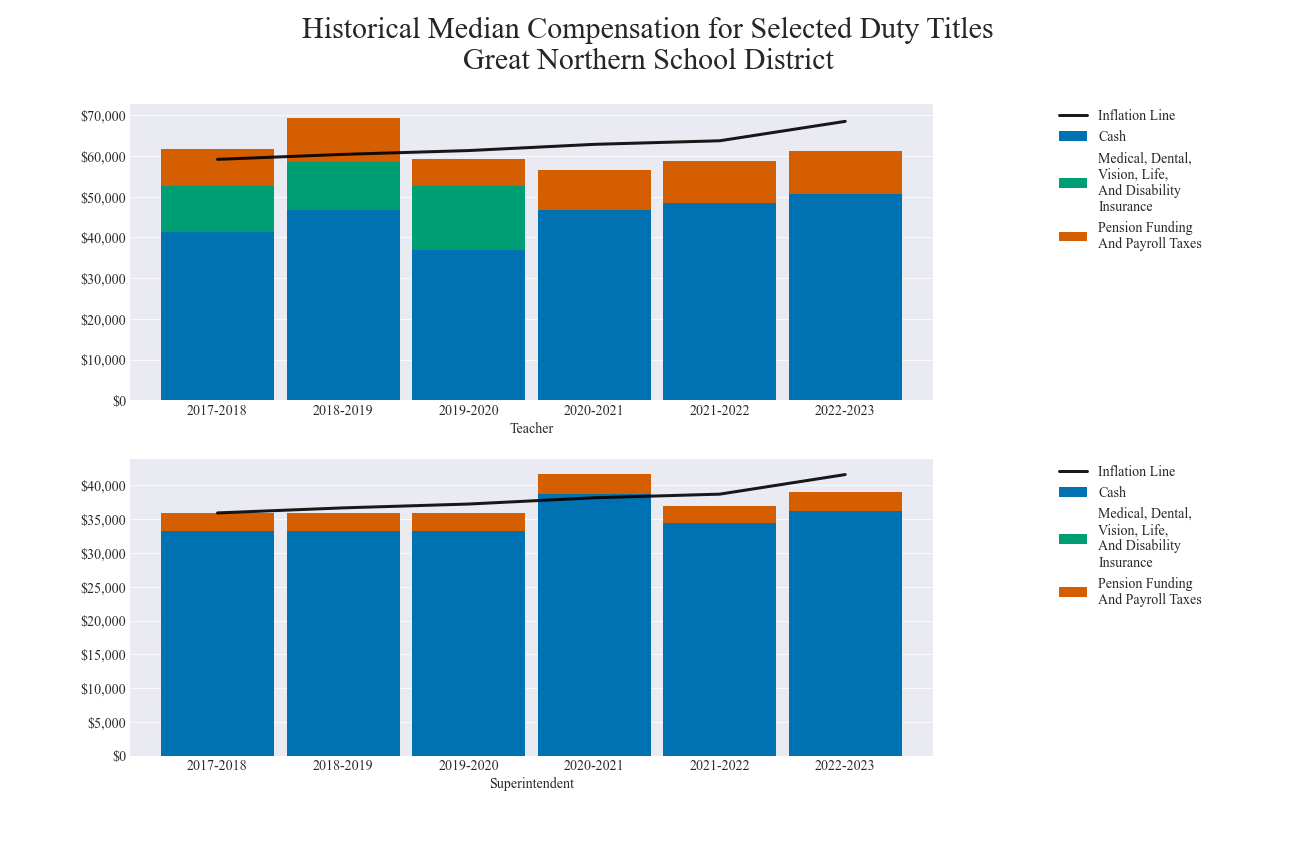 Historical Median Compensation for Selected Duty Titles
Great Northern School District
$70,000
$60,000
$50,000
$40,000
$30,000
$20,000
$10,000
$0
2017-2018 2018-2019 2019-2020 2020-2021 2021-2022 2022-2023
Teacher
Inflation Line
Cash
Medical, Dental,
Vision, Life,
And Disability
Insurance
Pension Funding
And Payroll Taxes
$40,000
$35,000
$30,000
$25,000
$20,000
$15,000
$10,000
$5,000
$0
2017-2018 2018-2019 2019-2020 2020-2021 2021-2022 2022-2023
Superintendent
Inflation Line
Cash
Medical, Dental,
Vision, Life,
And Disability
Insurance
Pension Funding
And Payroll Taxes